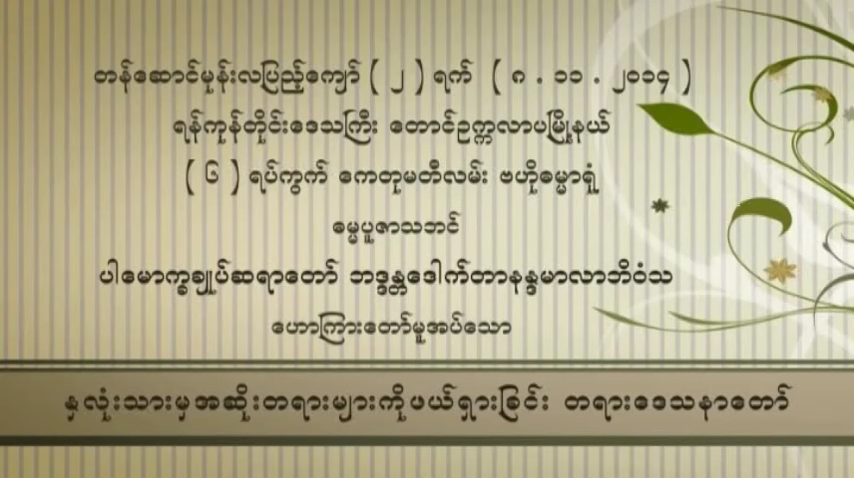 တန်ဆောင်မုန်းလပြည့်ကျော် ( ၂ ) ရက် ( ၈ . ၁၁ . ၂၀၁၄ )
ရန်ကုန်တိုင်းဒေသကြီး တောင်ဥက္ကလာပမြို့နယ်
( ၆ ) ရပ်ကွက် ကေတုမတီလမ်း ဗဟိုဓမ္မာရုံ
ဓမ္မပူဇာသဘင်
ပါမောက္ခချုပ်ဆရာတော် ဘဒ္ဒန္တဒေါက်တာနန္ဒမာလာဘိဝံသ
ဟောကြားတော်မူအပ်သော
နှလုံးသားမှအဆိုးတရားများကိုဖယ်ရှားခြင်း တရားဒေသနာတော်